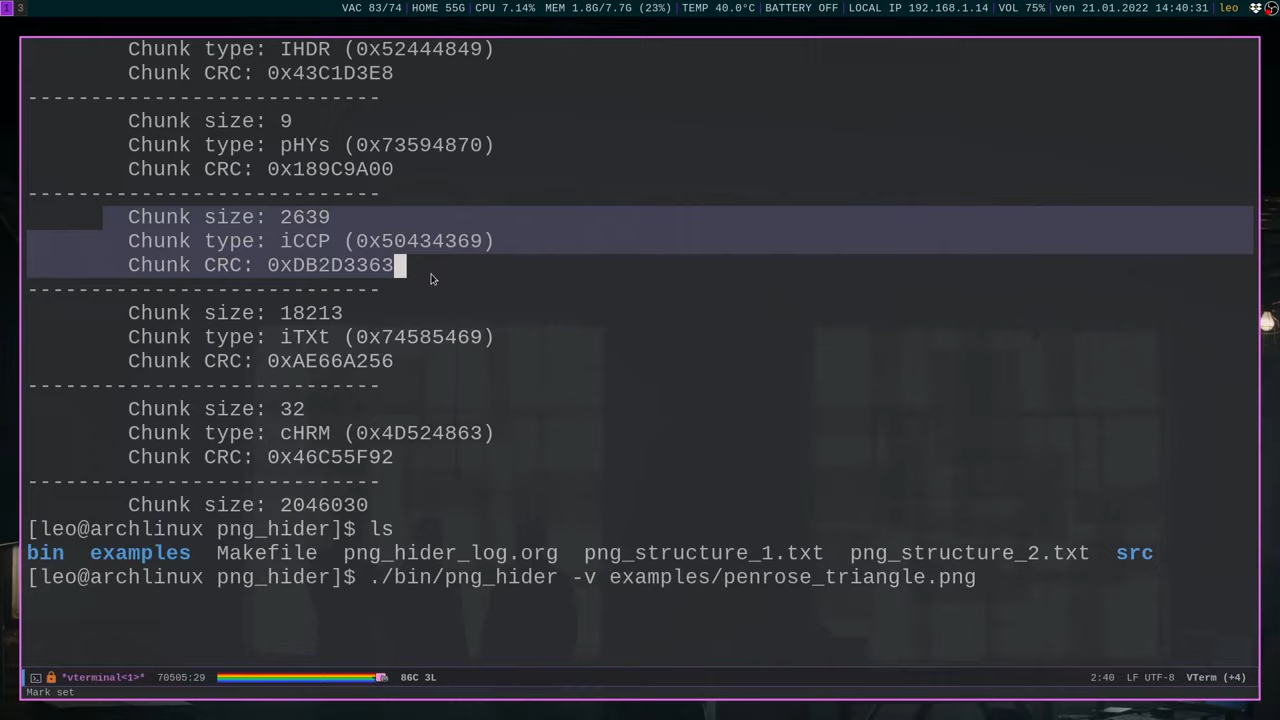 1 3 VAC 83/74 | HOME 55G | CPU 7.14% | MEM 1.8G/7.7G (23%) | TEMP 40.0°C | BATTERY OFF | LOCAL IP 192.168.1.14 | VOL 75% | ven 21.01.2022 14:40:31 | leo
Chunk type: IHDR (0x52444849)
Chunk CRC: 0x43C1D3E8
----------------------------
Chunk size: 9
Chunk type: pHYs (0x73594870)
Chunk CRC: 0x189C9A00
----------------------------
Chunk size: 2639
Chunk type: iCCP (0x50434369)
Chunk CRC: 0xDB2D3363
----------------------------
Chunk size: 18213
Chunk type: iTXt (0x74585469)
Chunk CRC: 0xAE66A256
----------------------------
Chunk size: 32
Chunk type: cHRM (0x4D524863)
Chunk CRC: 0x46C55F92
----------------------------
Chunk size: 2046030
[leo@archlinux png_hider]$ ls
bin examples Makefile png_hider_log.org png_structure_1.txt png_structure_2.txt src
[leo@archlinux png_hider]$ ./bin/png_hider -v examples/penrose_triangle.png
*vterminal<1>* 70505:29 86C 3L 2:40 LF UTF-8 VTerm (+4)
Mark set